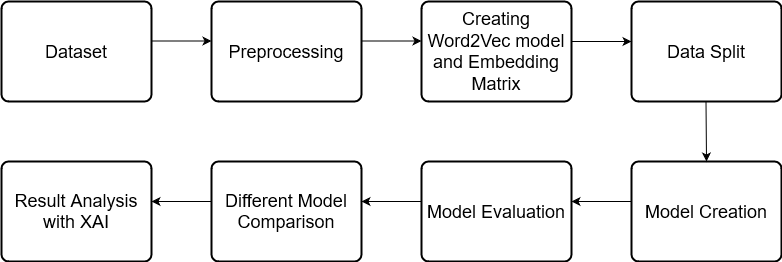 Dataset
Preprocessing
Creating
Word2Vec model
and Embedding
Matrix
Data Split
Model Creation
Model Evaluation
Different Model
Comparison
Result Analysis
with XAI